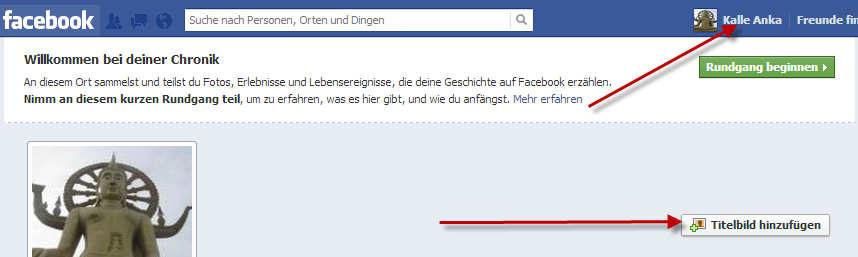 facebook Suche nach Personen, Orten und Dingen Kalle Anka Freunde fin
Willkommen bei deiner Chronik
An diesem Ort sammelst und teilst du Fotos, Erlebnisse und Lebensereignisse, die deine Geschichte auf Facebook erzählen.
Rundgang beginnen
Nimm an diesem kurzen Rundgang teil, um zu erfahren, was es hier gibt, und wie du anfängst. Mehr erfahren
Titelbild hinzufügen